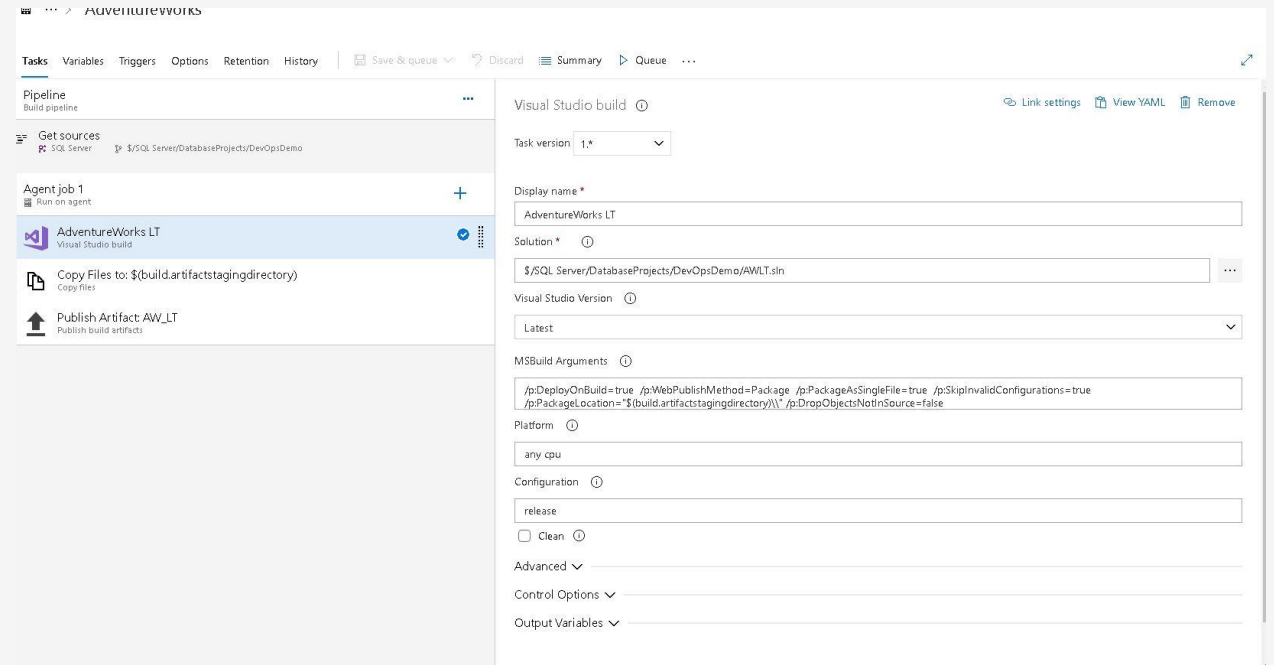 ... > AdventureWorks
Tasks Variables Triggers Options Retention History Save & queue Discard Summary Queue ...
Pipeline
Build pipeline
...
Get sources
SQL Server $/SQL Server/DatabaseProjects/DevOpsDemo
Agent job 1
Run on agent
AdventureWorks LT
Visual Studio build
Copy Files to: $(build.artifactstagingdirectory)
Copy files
Publish Artifact: AW_LT
Publish build artifacts
Visual Studio build
Link settings View YAML Remove
Task version 1.*
Display name *
AdventureWorks LT
Solution *
$/SQL Server/DatabaseProjects/DevOpsDemo/AWLT.sln
...
Visual Studio Version
Latest
MSBuild Arguments
/p:DeployOnBuild=true /p:WebPublishMethod=Package /p:PackageAsSingleFile=true /p:SkipInvalidConfigurations=true
/p:PackageLocation="$(build.artifactstagingdirectory)\\" /p:DropObjectsNotInSource=false
Platform
any cpu
Configuration
release
Clean
Advanced
Control Options
Output Variables